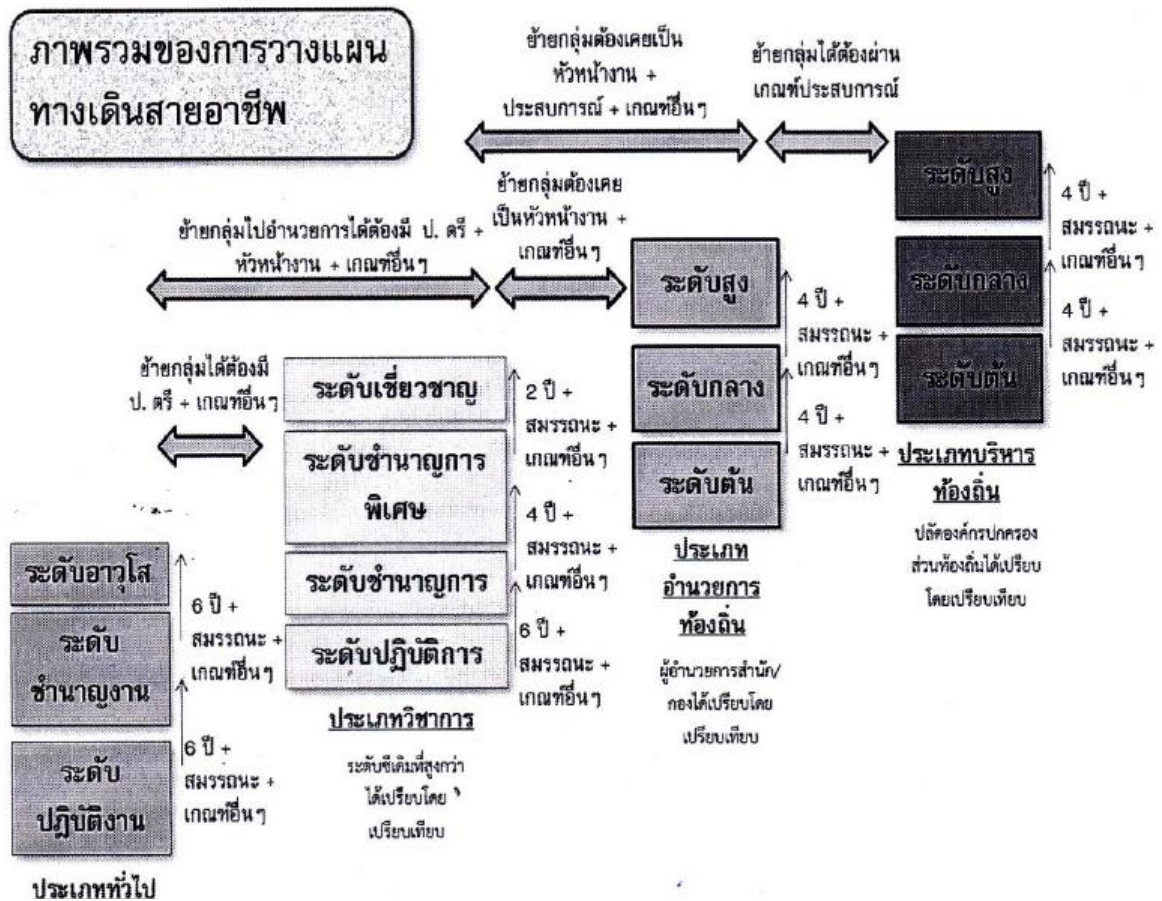 ภาพรวมของการวางแผน
ทางเดินสายอาชีพ
ย้ายกลุ่มต้องเคยเป็น
หัวหน้างาน +
ประสบการณ์ + เกณฑ์อื่นๆ
ย้ายกลุ่มได้ต้องผ่าน
เกณฑ์ประสบการณ์
ย้ายกลุ่มไปอำนวยการได้ต้องมี ป. ตรี +
หัวหน้างาน + เกณฑ์อื่นๆ
ย้ายกลุ่มต้องเคย
เป็นหัวหน้างาน +
เกณฑ์อื่นๆ
ย้ายกลุ่มได้ต้องมี
ป. ตรี + เกณฑ์อื่นๆ
ระดับอาวุโส
ระดับ
ชำนาญงาน
ระดับ
ปฏิบัติงาน
6 ปี +
สมรรถนะ +
เกณฑ์อื่นๆ
6 ปี +
สมรรถนะ +
เกณฑ์อื่นๆ
ประเภททั่วไป
ระดับเชี่ยวชาญ
ระดับชำนาญการ
พิเศษ
ระดับชำนาญการ
ระดับปฏิบัติการ
2 ปี +
สมรรถนะ +
เกณฑ์อื่นๆ
4 ปี +
สมรรถนะ +
เกณฑ์อื่นๆ
6 ปี +
สมรรถนะ +
เกณฑ์อื่นๆ
ประเภทวิชาการ
ระดับซีเดิมที่สูงกว่า
ได้เปรียบโดย
เปรียบเทียบ
ระดับสูง
ระดับกลาง
ระดับต้น
4 ปี +
สมรรถนะ +
เกณฑ์อื่นๆ
4 ปี +
สมรรถนะ +
เกณฑ์อื่นๆ
ประเภท
อำนวยการ
ท้องถิ่น
ผู้อำนวยการสำนัก/
กองได้เปรียบโดย
เปรียบเทียบ
ระดับสูง
ระดับกลาง
ระดับต้น
4 ปี +
สมรรถนะ +
เกณฑ์อื่นๆ
4 ปี +
สมรรถนะ +
เกณฑ์อื่นๆ
ประเภทบริหาร
ท้องถิ่น
ปลัดองค์กรปกครอง
ส่วนท้องถิ่นได้เปรียบ
โดยเปรียบเทียบ